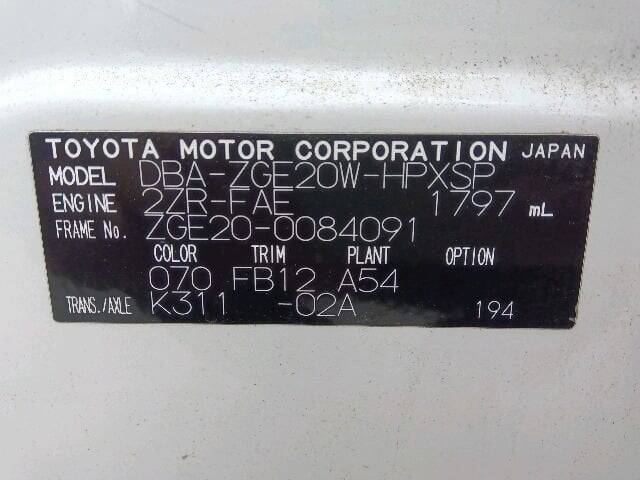 TOYOTA MOTOR CORPORATION JAPAN
MODEL DBA-ZGE20W-HPXSP
ENGINE 2ZR-FAE 1797 mL
FRAME No. ZGE20-0084091
COLOR TRIM PLANT OPTION
070 FB12 A54
TRANS./AXLE K311 -02A 194